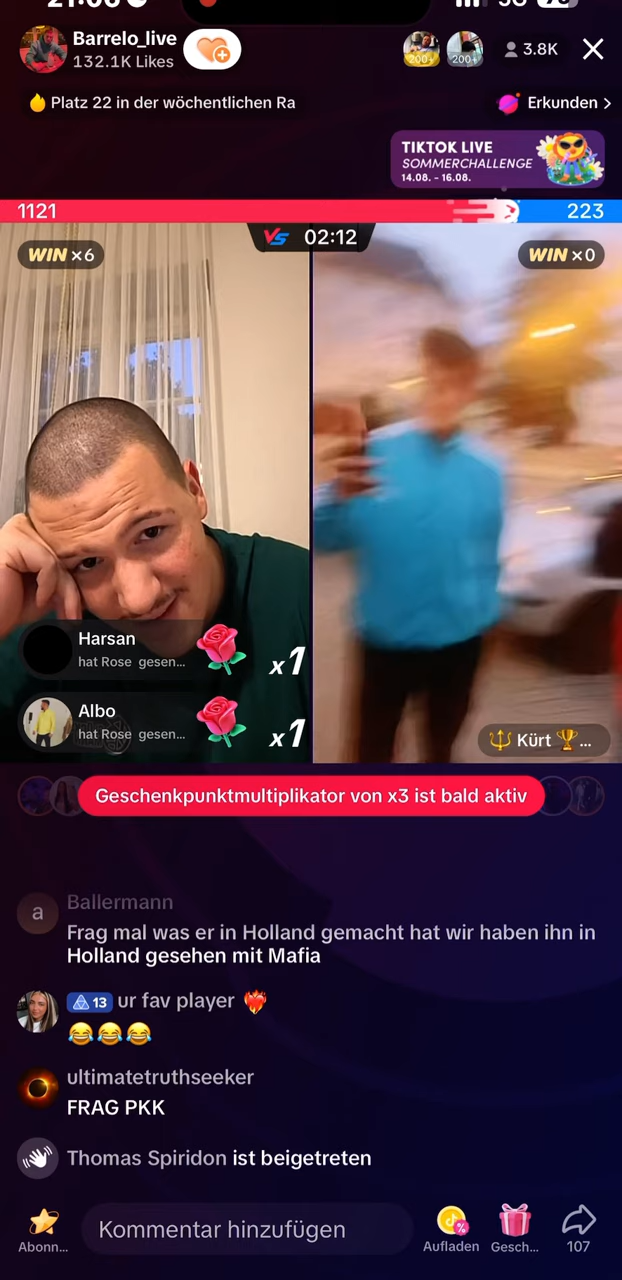 Barrelo_live
132.1K Likes
200+
200+
3.8K
Platz 22 in der wöchentlichen Ra
Erkunden >
TIKTOK LIVE
SOMMERCHALLENGE
14.08. - 16.08.
1121
223
VS 02:12
WIN x6
WIN x0
Harsan
hat Rose gesen...
x1
Albo
hat Rose gesen...
x1
Kürt 🏆...
Geschenkpunktmultiplikator von x3 ist bald aktiv
a
Ballermann
Frag mal was er in Holland gemacht hat wir haben ihn in
Holland gesehen mit Mafia
13 ur fav player ❤️‍🔥
😂😂😂
ultimatetruthseeker
FRAG PKK
Thomas Spiridon ist beigetreten
Abonn...
Kommentar hinzufügen
Aufladen
Gesch...
107